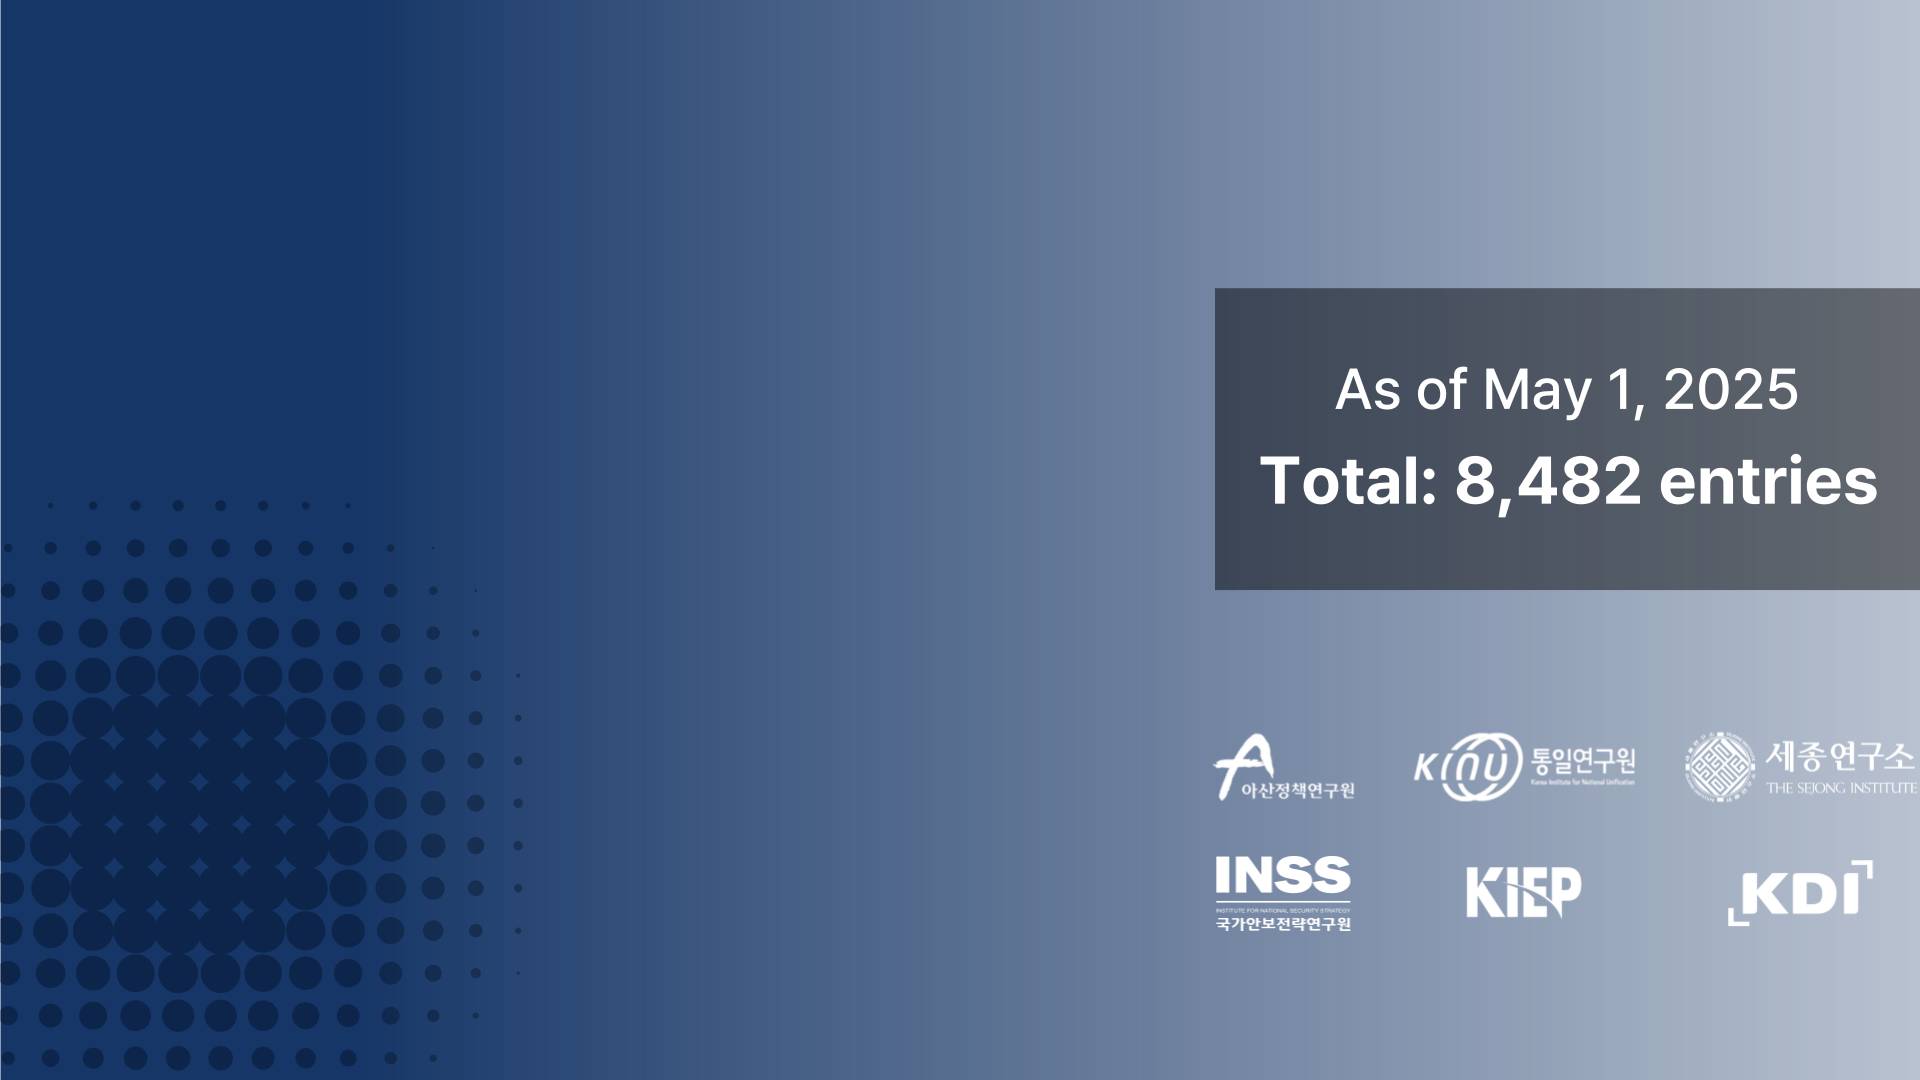 As of May 1, 2025
Total: 8,482 entries
아산정책연구원
KINU 통일연구원
Korea Institute for National Unification
세종연구소
THE SEJONG INSTITUTE
INSS
INSTITUTE FOR NATIONAL SECURITY STRATEGY
국가안보전략연구원
KIEP
KDI